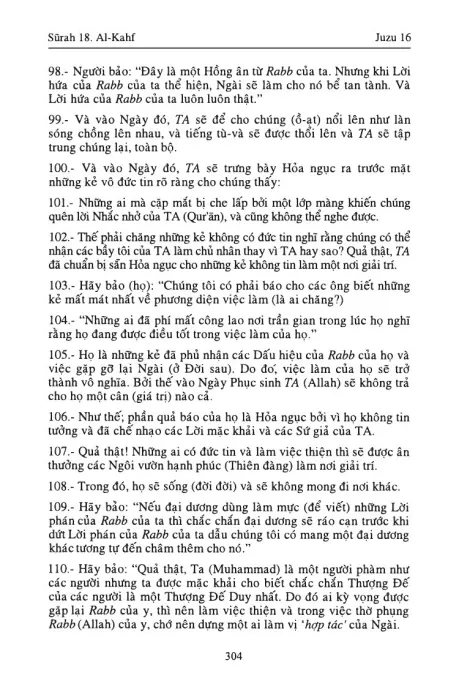 Sūrah 18. Al-Kahf Juzu 16
98.- Người bảo: “Đây là một Hồng ân từ Rabb của ta. Nhưng khi Lời
hứa của Rabb của ta thể hiện, Ngài sẽ làm cho nó bể tan tành. Và
Lời hứa của Rabb của ta luôn luôn thật.”
99.- Và vào Ngày đó, TA sẽ để cho chúng (ồ-ạt) nổi lên như làn
sóng chồng lên nhau, và tiếng tù-và sẽ được thổi lên và TA sẽ tập
trung chúng lại, toàn bộ.
100.- Và vào Ngày đó, TA sẽ trưng bày Hỏa ngục ra trước mặt
những kẻ vô đức tin rõ ràng cho chúng thấy:
101.- Những ai mà cặp mắt bị che lấp bởi một lớp màng khiến chúng
quên lời Nhắc nhở của TA (Qur'ān), và cũng không thể nghe được.
102.- Thế phải chăng những kẻ không có đức tin nghĩ rằng chúng có thể
nhận các bầy tôi của TA làm chủ nhân thay vì TA hay sao? Quả thật, TA
đã chuẩn bị sẵn Hỏa ngục cho những kẻ không tin làm một nơi giải trí.
103.- Hãy bảo (họ): “Chúng tôi có phải báo cho các ông biết những
kẻ mất mát nhất về phương diện việc làm (là ai chăng?)
104.- “Những ai đã phí mất công lao nơi trần gian trong lúc họ nghĩ
rằng họ đang được điều tốt trong việc làm của họ.”
105.- Họ là những kẻ đã phủ nhận các Dấu hiệu của Rabb của họ và
việc gặp gỡ lại Ngài (ở Đời sau). Do đó, việc làm của họ sẽ trở
thành vô nghĩa. Bởi thế vào Ngày Phục sinh TA (Allah) sẽ không trả
cho họ một cân (giá trị) nào cả.
106.- Như thế; phần quả báo của họ là Hỏa ngục bởi vì họ không tin
tưởng và đã chế nhạo các Lời mặc khải và các Sứ giả của TA.
107.- Quả thật! Những ai có đức tin và làm việc thiện thì sẽ được ân
thưởng các Ngôi vườn hạnh phúc (Thiên đàng) làm nơi giải trí.
108.- Trong đó, họ sẽ sống (đời đời) và sẽ không mong đi nơi khác.
109.- Hãy bảo: “Nếu đại dương dùng làm mực (để viết) những Lời
phán của Rabb của ta thì chắc chắn đại dương sẽ ráo cạn trước khi
dứt Lời phán của Rabb của ta dẫu chúng tôi có mang một đại dương
khác tương tự đến châm thêm cho nó.”
110.- Hãy bảo: “Quả thật, Ta (Muhammad) là một người phàm như
các người nhưng ta được mặc khải cho biết chắc chắn Thượng Đế
của các người là một Thượng Đế Duy nhất. Do đó ai kỳ vọng được
gặp lại Rabb của y, thì nên làm việc thiện và trong việc thờ phụng
Rabb (Allah) của y, chớ nên dựng một ai làm vị ‘hợp tác’ của Ngài.
304